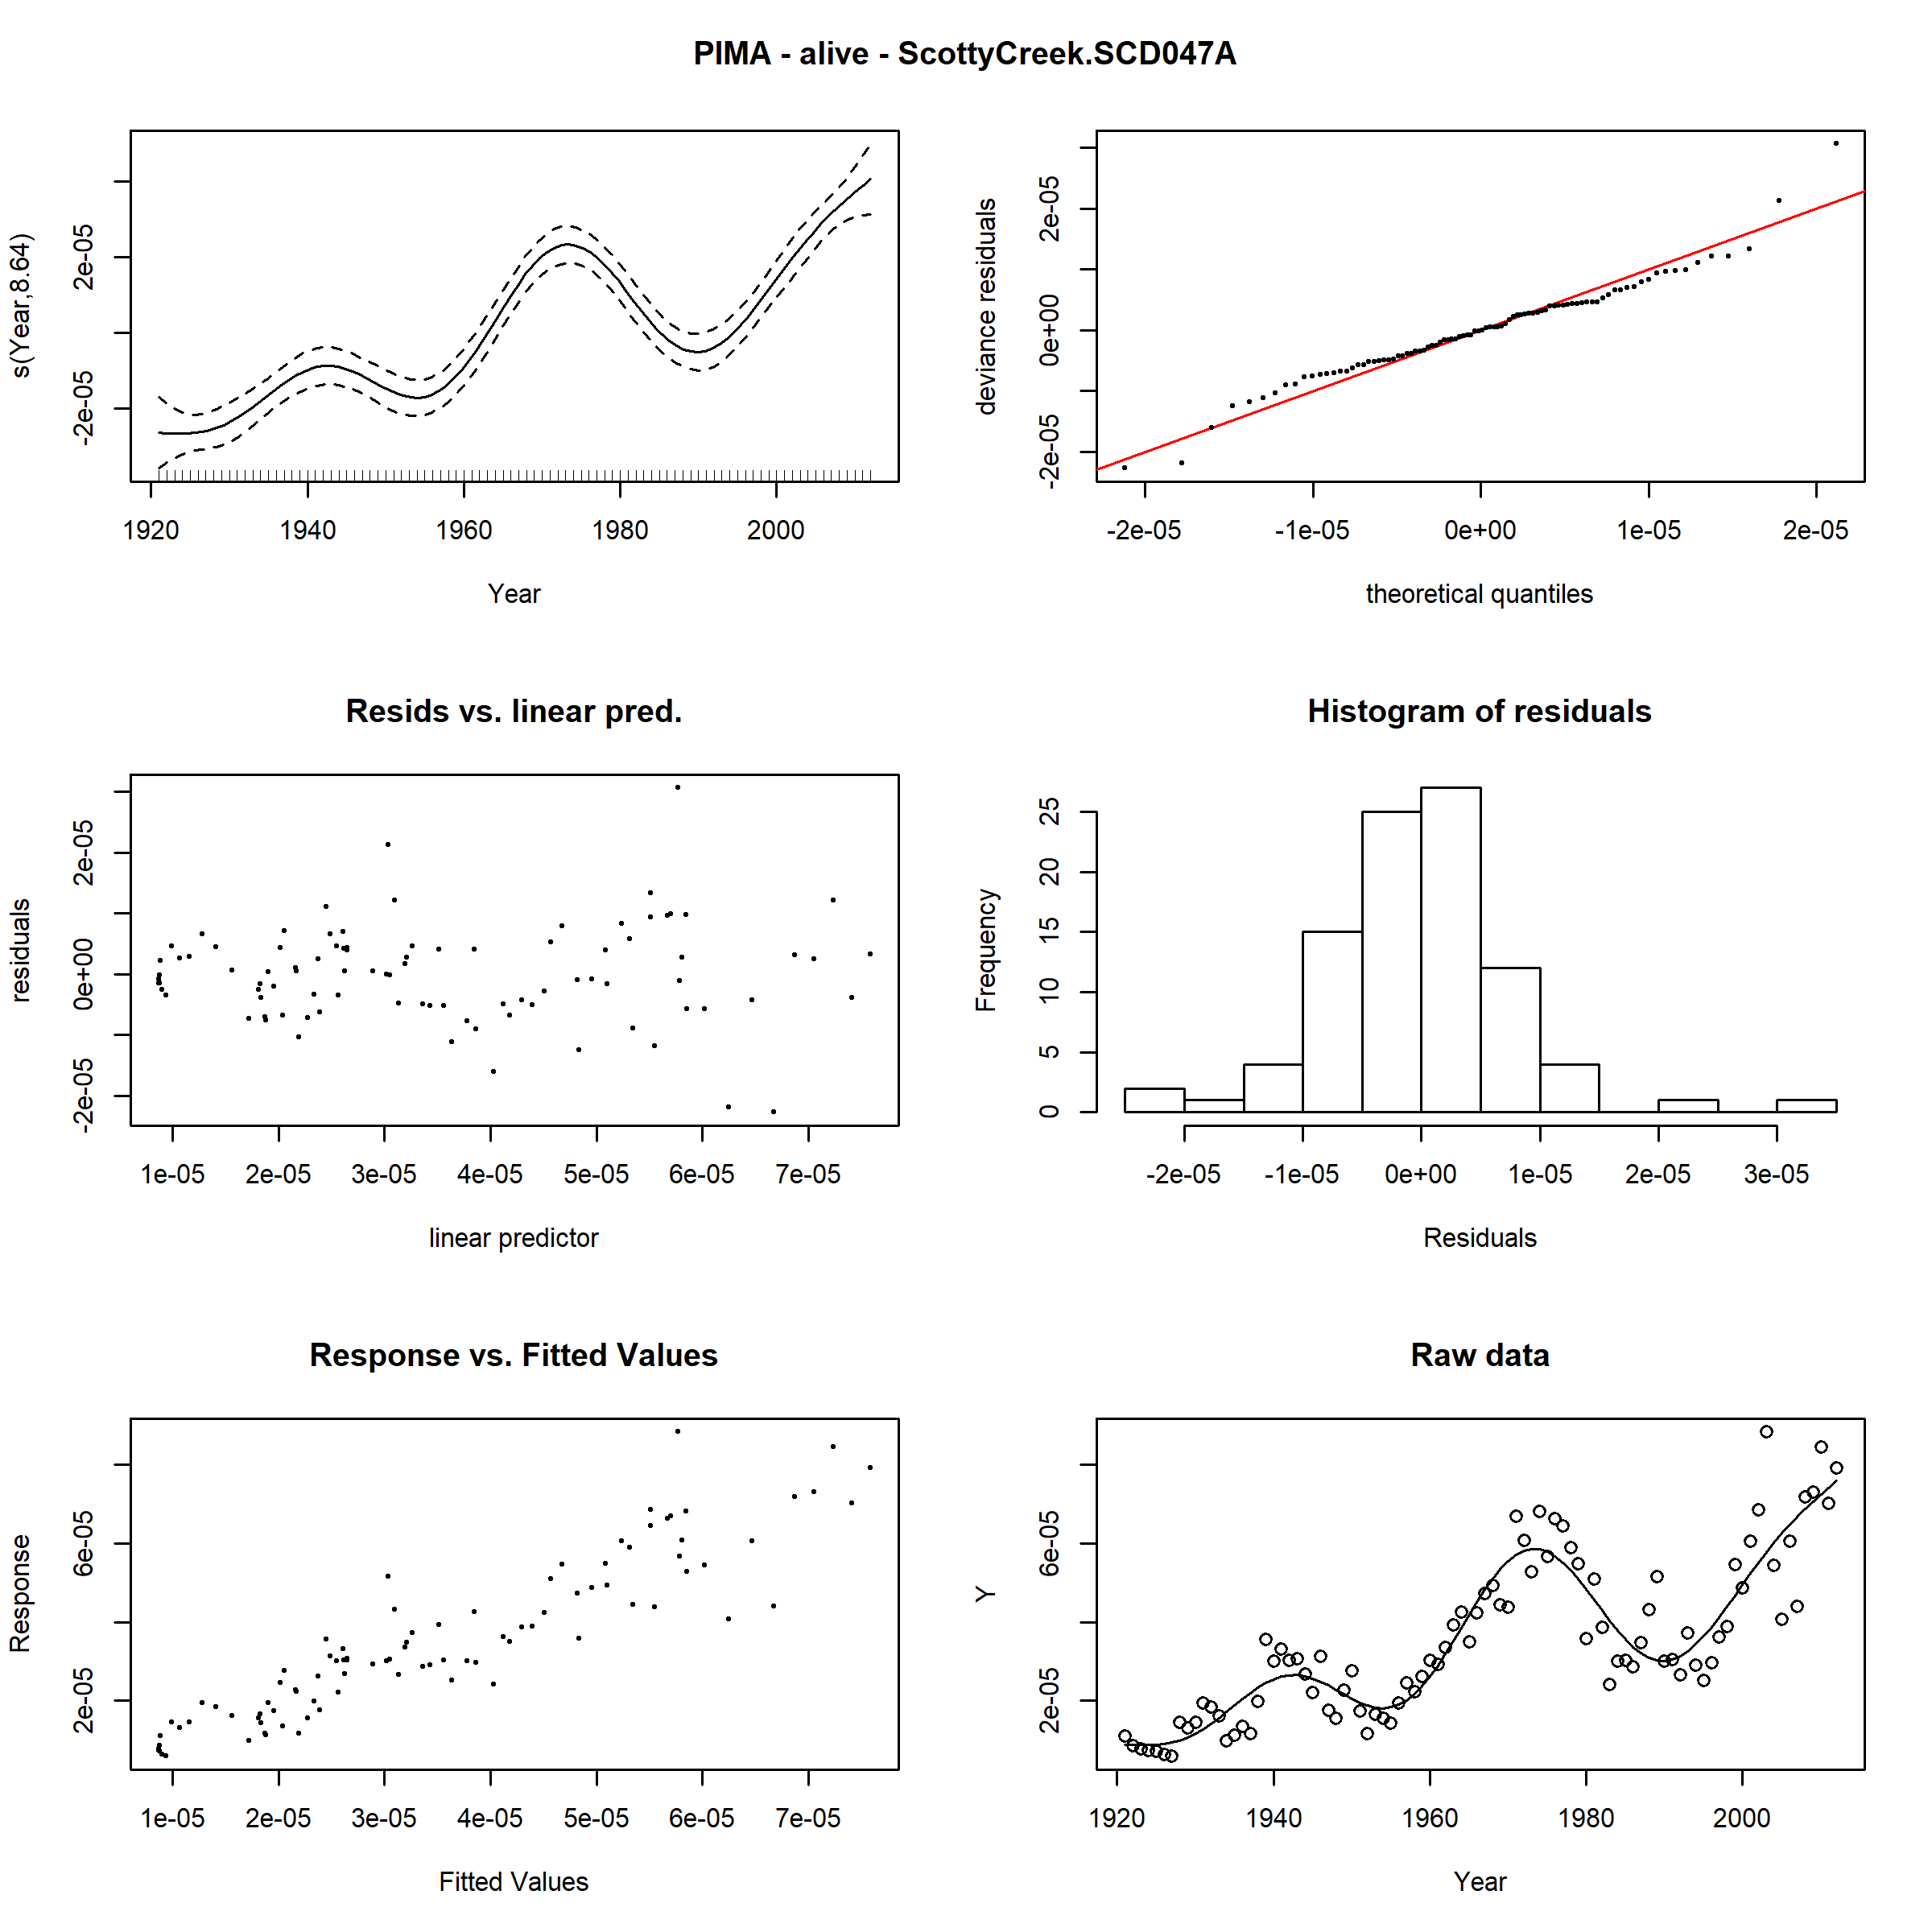 PIMA - alive - ScottyCreek.SCD047A
s(Year,8.64)
-2e-05
2e-05
1920 1940 1960 1980 2000
Year
deviance residuals
-2e-05 0e+00 2e-05
-2e-05 -1e-05 0e+00 1e-05 2e-05
theoretical quantiles
Resids vs. linear pred.
residuals
-2e-05 0e+00 2e-05
1e-05 2e-05 3e-05 4e-05 5e-05 6e-05 7e-05
linear predictor
Histogram of residuals
Frequency
0 5 10 15 20 25
-2e-05 -1e-05 0e+00 1e-05 2e-05 3e-05
Residuals
Response vs. Fitted Values
Response
2e-05 6e-05
1e-05 2e-05 3e-05 4e-05 5e-05 6e-05 7e-05
Fitted Values
Raw data
Y
2e-05 6e-05
1920 1940 1960 1980 2000
Year